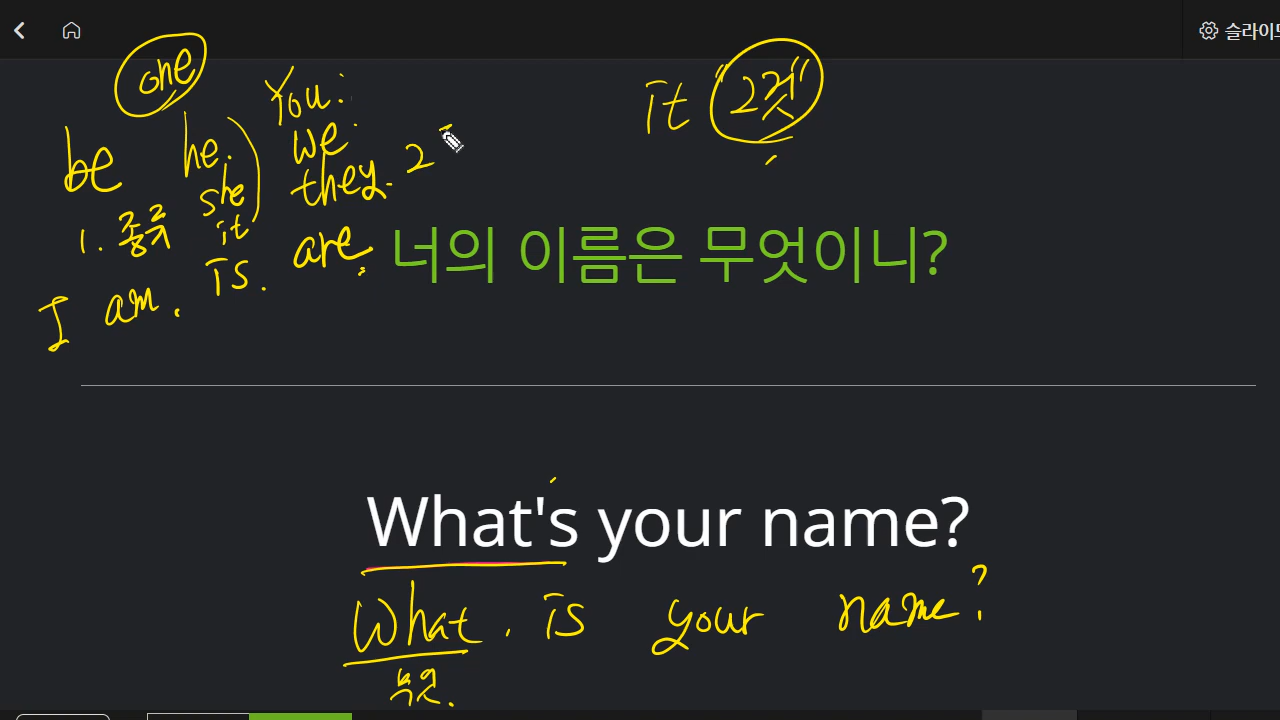 슬라이드
one
be
he.
she
it
is.
You:
we
they.
are
2
it "그것"
1. 종류
I am.
너의 이름은 무엇이니?
What's your name?
What is your name?
무엇.